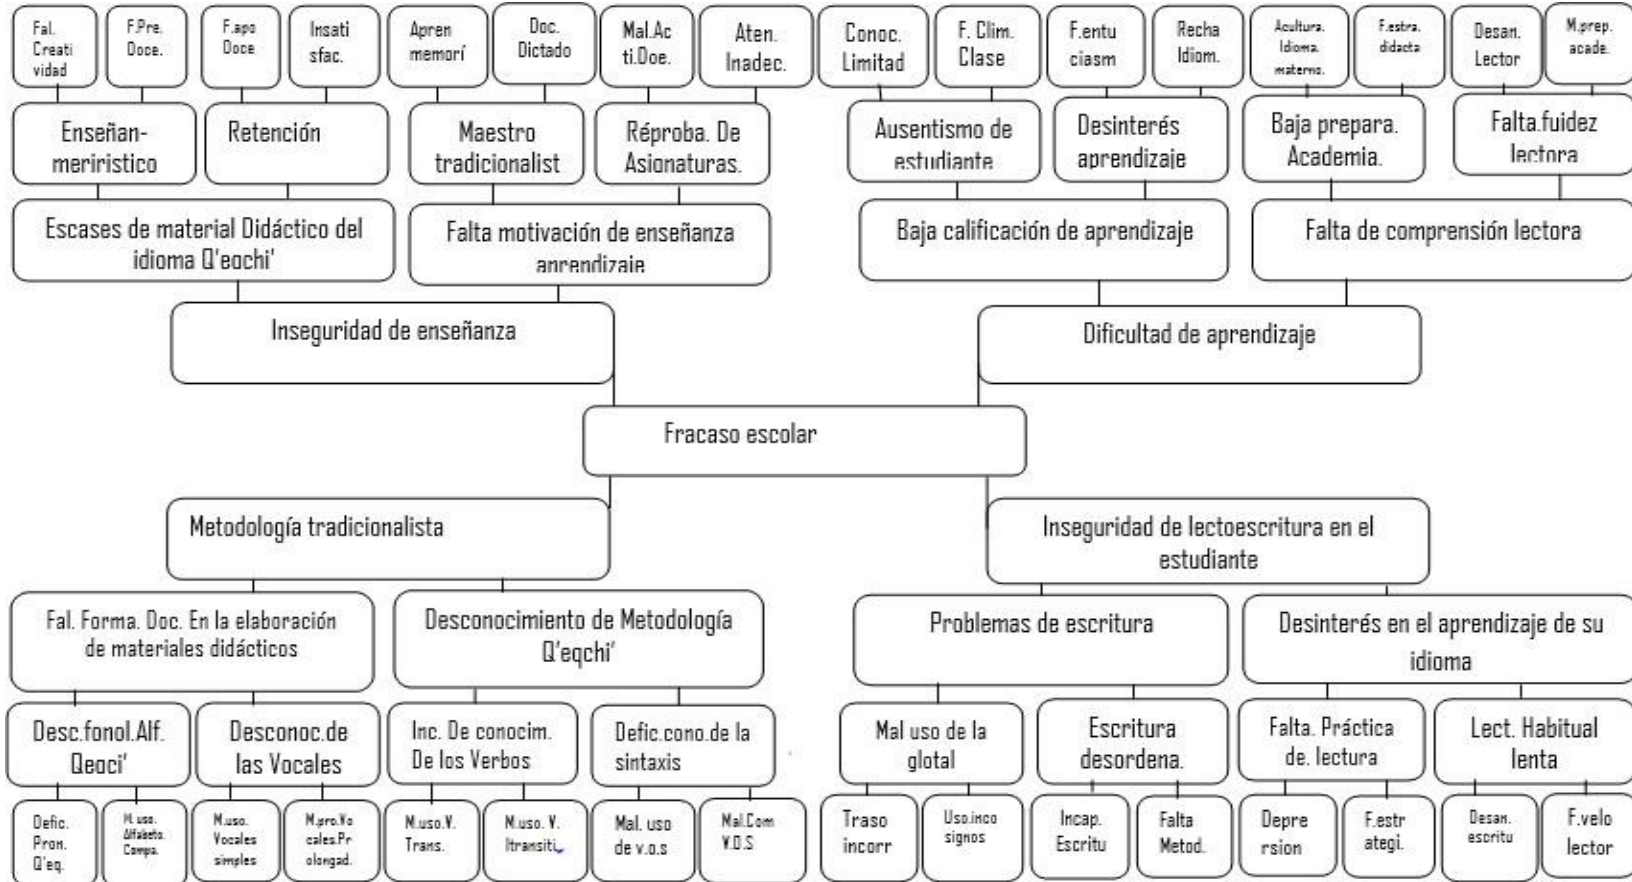 Fal.
Creati
vidad
F.Pre.
Doce.
F.apo
Doce
Insati
sfac.
Apren
memorí
Doc.
Dictado
Mal.Ac
ti.Doe.
Aten.
Inadec.
Conoc.
Limitad
F. Clim.
Clase
F.entu
ciasm
Recha
Idiom.
Acultura.
Idioma.
materno.
F.estra.
didacta
Desan.
Lector
M.prep.
acade.
Enseñan-
meriristico
Retención
Maestro
tradicionalist
Réproba. De
Asionaturas.
Ausentismo de
estudiante
Desinterés
aprendizaje
Baja prepara.
Academia.
Falta.fuidez
lectora
Escases de material Didáctico del
idioma Q'eqchi'
Falta motivación de enseñanza
aprendizaje
Baja calificación de aprendizaje
Falta de comprensión lectora
Inseguridad de enseñanza
Dificultad de aprendizaje
Fracaso escolar
Metodología tradicionalista
Inseguridad de lectoescritura en el
estudiante
Fal. Forma. Doc. En la elaboración
de materiales didácticos
Desconocimiento de Metodología
Q'eqchi'
Problemas de escritura
Desinterés en el aprendizaje de su
idioma
Desc.fonol.Alf.
Qeqci'
Desconoc.de
las Vocales
Inc. De conocim.
De los Verbos
Defic.cono.de la
sintaxis
Mal uso de la
glotal
Escritura
desordena.
Falta. Práctica
de. lectura
Lect. Habitual
lenta
Defic.
Pron.
Q'eq.
M. uso.
Alfabeto.
Compa.
M.uso.
Vocales
simples
M.pro.Vo
cales.Pr
olongad.
M.uso.V.
Trans.
M.uso. V.
Itransiti.
Mal. uso
de v.o.s
Mal.Com
V.O.S
Traso
incorr
Uso.inco
signos
Incap.
Escritu
Falta
Metod.
Depre
rsion
F.estr
ategi.
Desan.
escritu
F.velo
lector